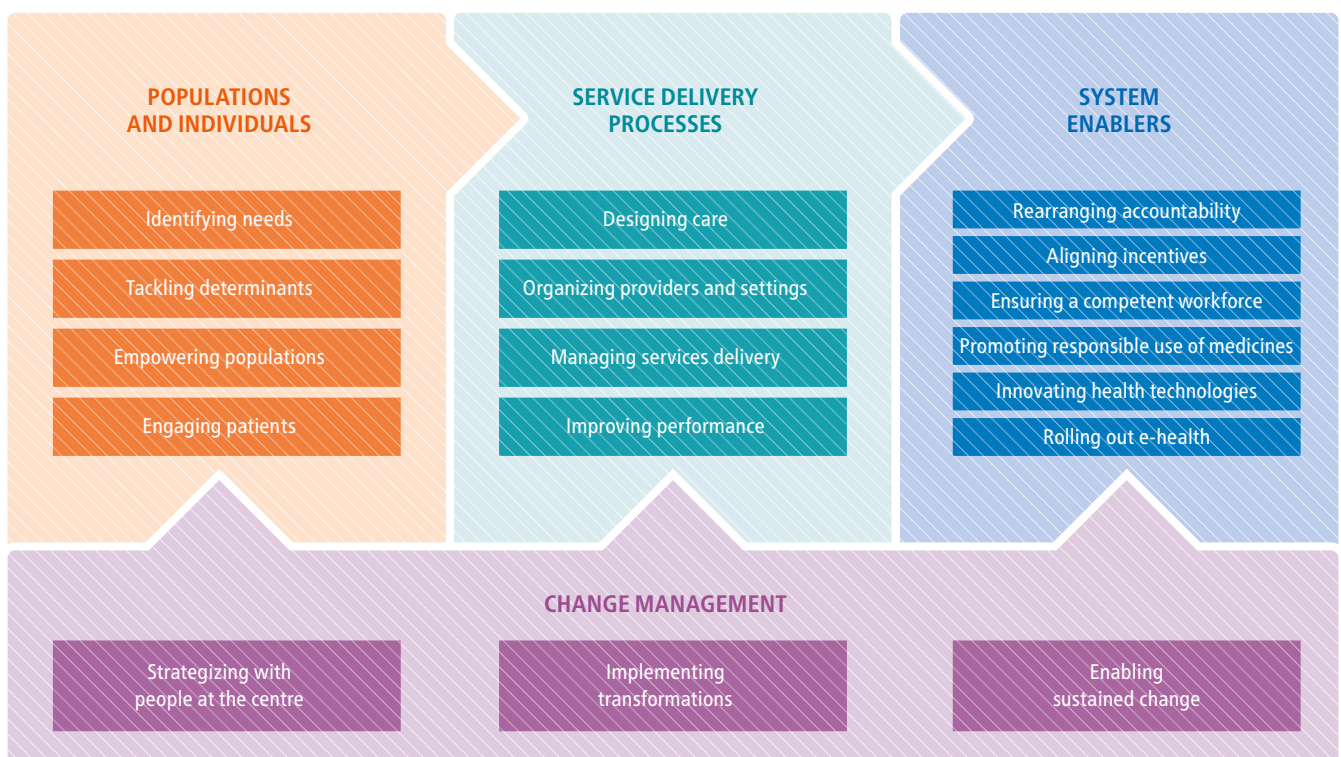 POPULATIONS
AND INDIVIDUALS
Identifying needs
Tackling determinants
Empowering populations
Engaging patients
SERVICE DELIVERY
PROCESSES
Designing care
Organizing providers and settings
Managing services delivery
Improving performance
SYSTEM
ENABLERS
Rearranging accountability
Aligning incentives
Ensuring a competent workforce
Promoting responsible use of medicines
Innovating health technologies
Rolling out e-health
CHANGE MANAGEMENT
Strategizing with
people at the centre
Implementing
transformations
Enabling
sustained change